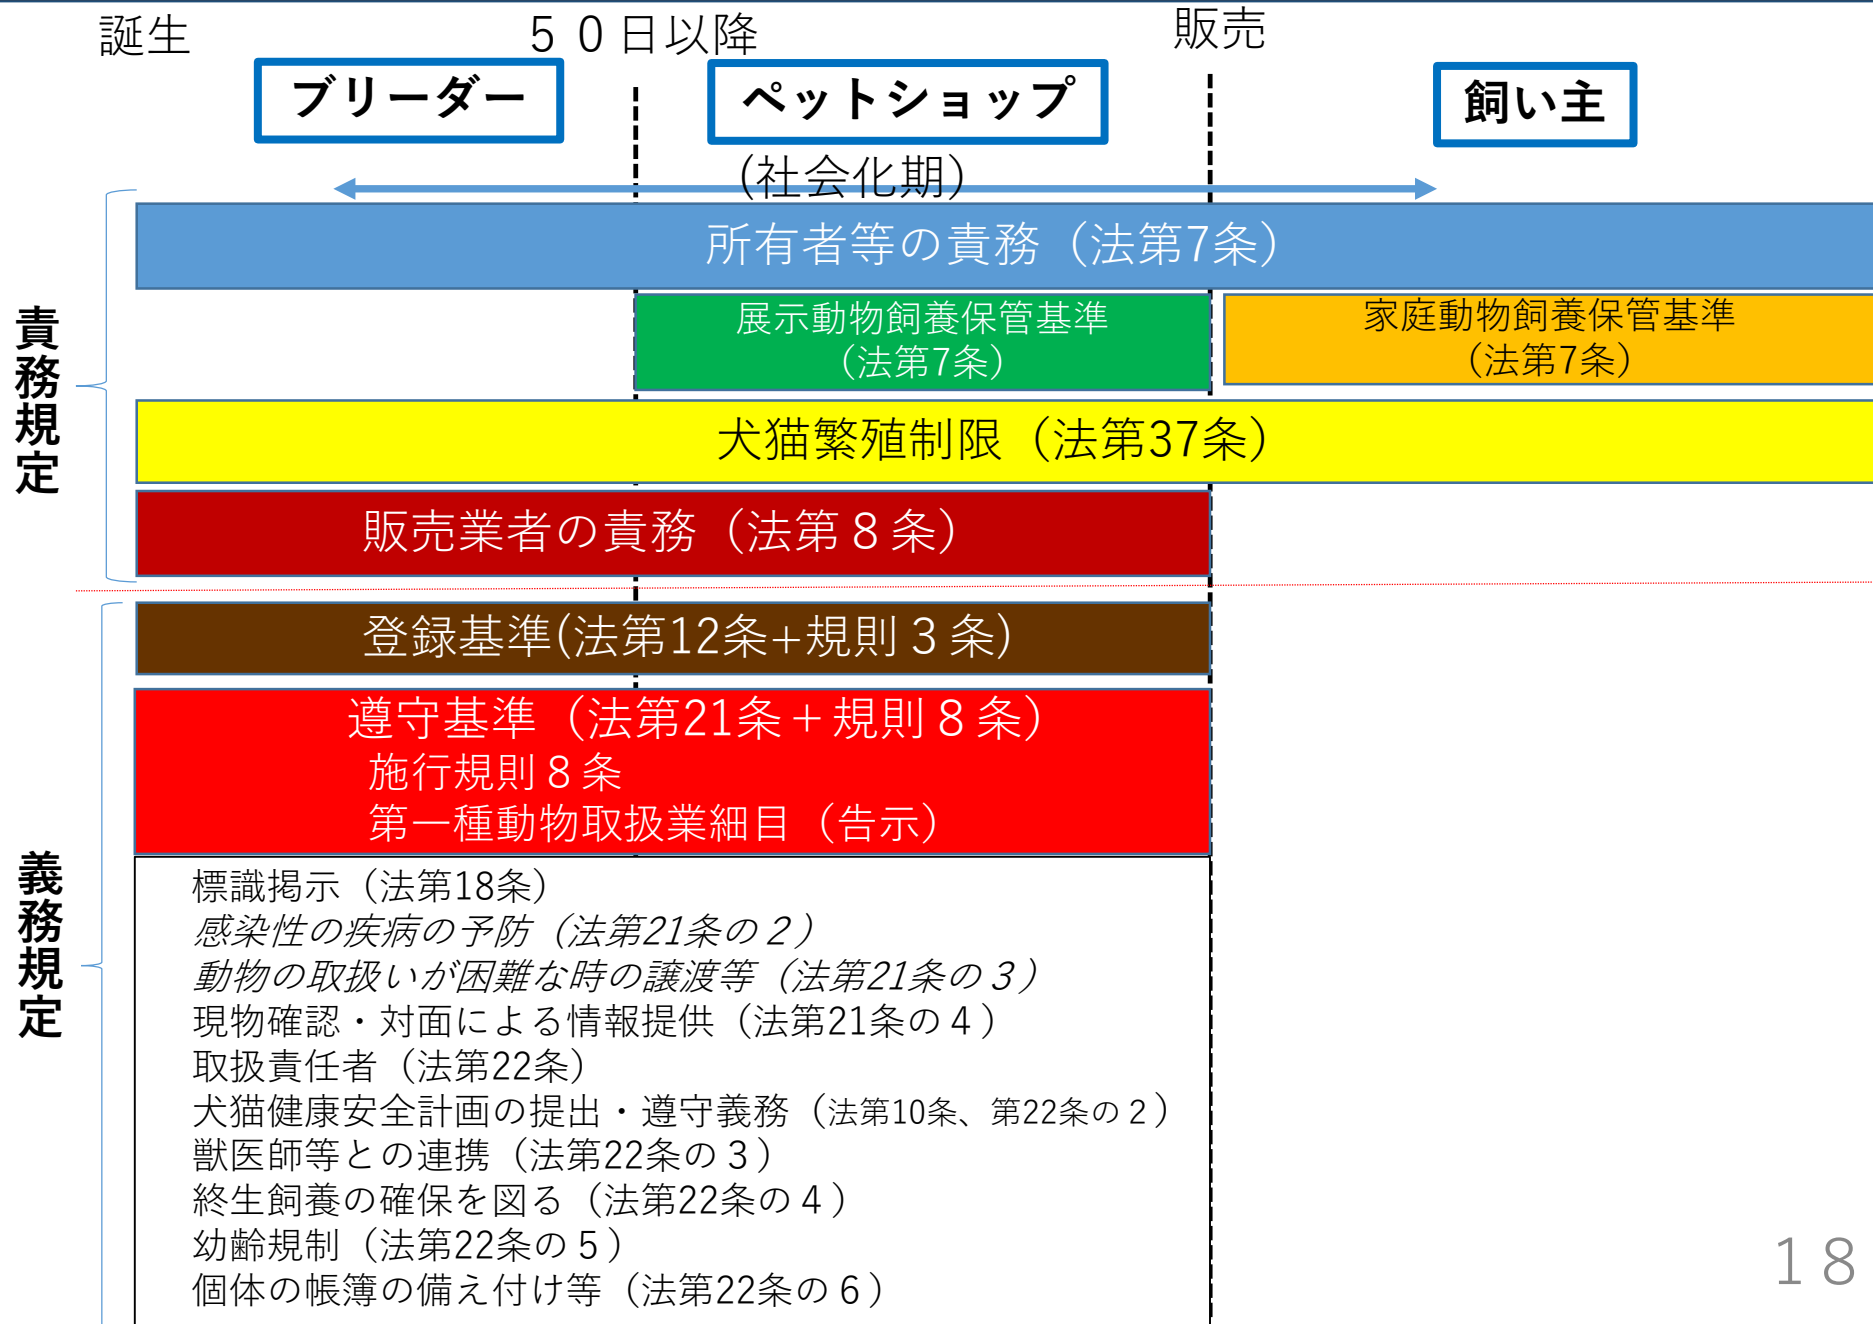 誕生
５０日以降
販売
ブリーダー
ペットショップ
飼い主
(社会化期)
所有者等の責務（法第7条）
展示動物飼養保管基準
（法第7条）
家庭動物飼養保管基準
（法第7条）
責務規定
犬猫繁殖制限（法第37条）
販売業者の責務（法第８条）
登録基準(法第12条+規則３条)
遵守基準（法第21条＋規則８条）
施行規則８条
第一種動物取扱業細目（告示）
義務規定
標識掲示（法第18条）
感染性の疾病の予防（法第21条の２）
動物の取扱いが困難な時の譲渡等（法第21条の３）
現物確認・対面による情報提供（法第21条の４）
取扱責任者（法第22条）
犬猫健康安全計画の提出・遵守義務（法第10条、第22条の２）
獣医師等との連携（法第22条の３）
終生飼養の確保を図る（法第22条の４）
幼齢規制（法第22条の５）
個体の帳簿の備え付け等（法第22条の６）
１８